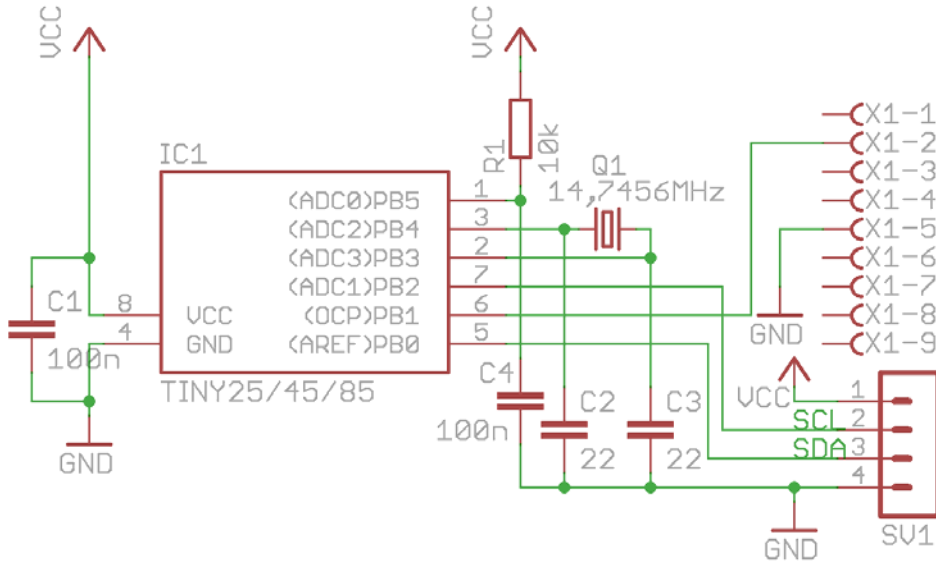 VCC
VCC
R1
10k
Q1
14,7456MHz
IC1
(ADC0)PB5
1
(ADC2)PB4
3
(ADC3)PB3
2
(ADC1)PB2
7
(OCP)PB1
6
(AREF)PB0
5
8
VCC
4
GND
TINY25/45/85
C1
100n
GND
C4
100n
C2
22
C3
22
X1-1
X1-2
X1-3
X1-4
X1-5
X1-6
X1-7
X1-8
X1-9
GND
VCC
1
SCL
2
SDA
3
4
SV1
GND